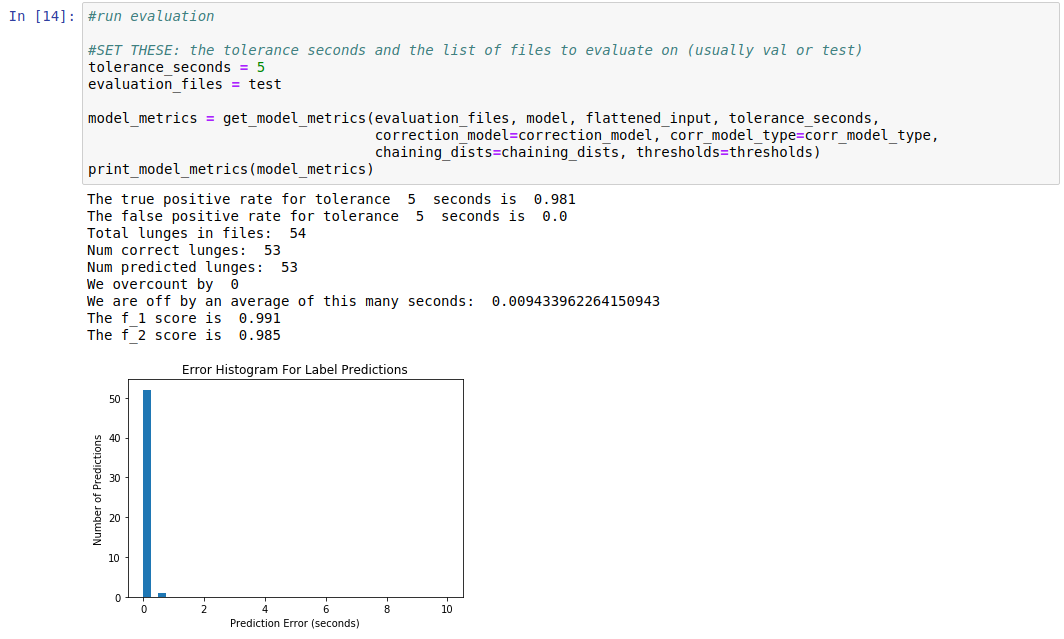 In [14]:
#run evaluation
#SET THESE: the tolerance seconds and the list of files to evaluate on (usually val or test)
tolerance_seconds = 5
evaluation_files = test
model_metrics = get_model_metrics(evaluation_files, model, flattened_input, tolerance_seconds,
correction_model=correction_model, corr_model_type=corr_model_type,
chaining_dists=chaining_dists, thresholds=thresholds)
print_model_metrics(model_metrics)
The true positive rate for tolerance  5  seconds is  0.981
The false positive rate for tolerance  5  seconds is  0.0
Total lunges in files:  54
Num correct lunges:  53
Num predicted lunges:  53
We overcount by  0
We are off by an average of this many seconds:  0.009433962264150943
The f_1 score is  0.991
The f_2 score is  0.985
Error Histogram For Label Predictions
Number of Predictions
50
40
30
20
10
0
0 2 4 6 8 10
Prediction Error (seconds)